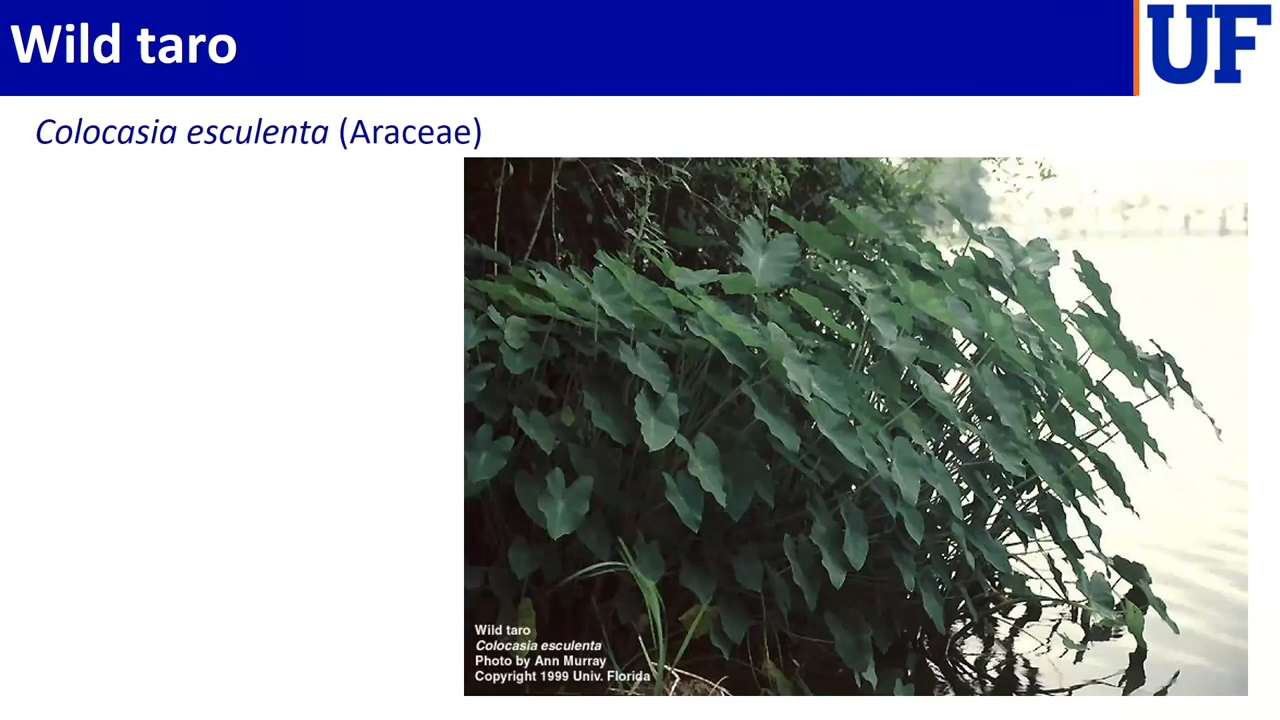 Wild taro
UF
Colocasia esculenta (Araceae)
Wild taro
Colocasia esculenta
Photo by Ann Murray
Copyright 1999 Univ. Florida